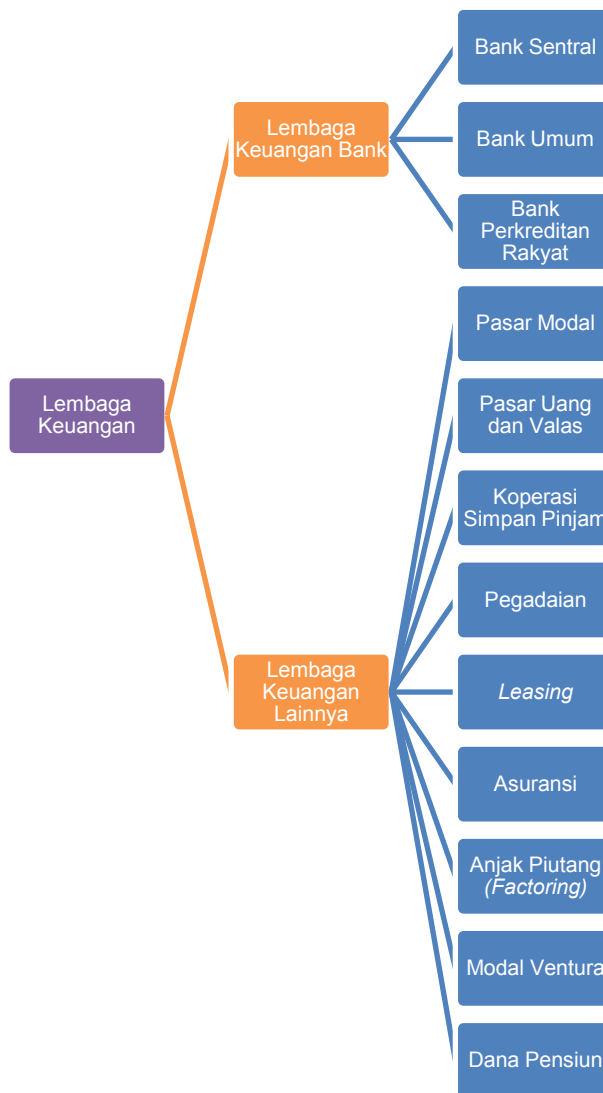 Lembaga
Keuangan
Lembaga
Keuangan Bank
Bank Sentral
Bank Umum
Bank
Perkreditan
Rakyat
Lembaga
Keuangan
Lainnya
Pasar Modal
Pasar Uang
dan Valas
Koperasi
Simpan Pinjam
Pegadaian
Leasing
Asuransi
Anjak Piutang
(Factoring)
Modal Ventura
Dana Pensiun